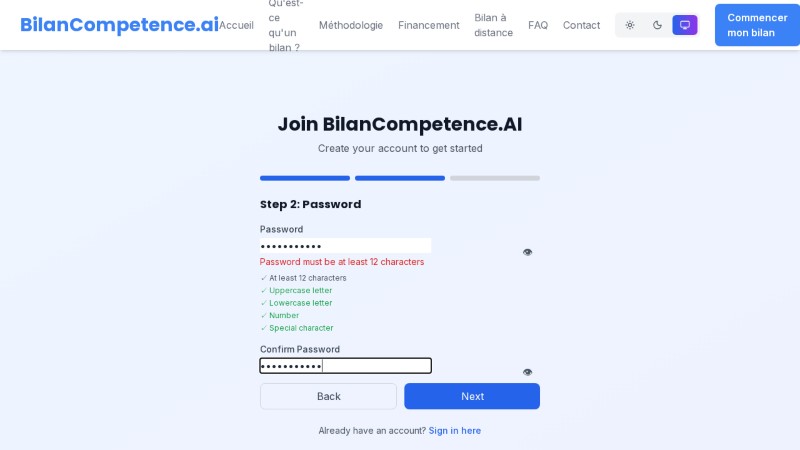 BilanCompetence.ai
Accueil
Qu'est-
ce
qu'un
bilan ?
Méthodologie
Financement
Bilan à
distance
FAQ
Contact
Commencer
mon bilan
Join BilanCompetence.AI
Create your account to get started
Step 2: Password
Password
•••••••••••
Password must be at least 12 characters
✓ At least 12 characters
✓ Uppercase letter
✓ Lowercase letter
✓ Number
✓ Special character
Confirm Password
•••••••••••
Back
Next
Already have an account? Sign in here